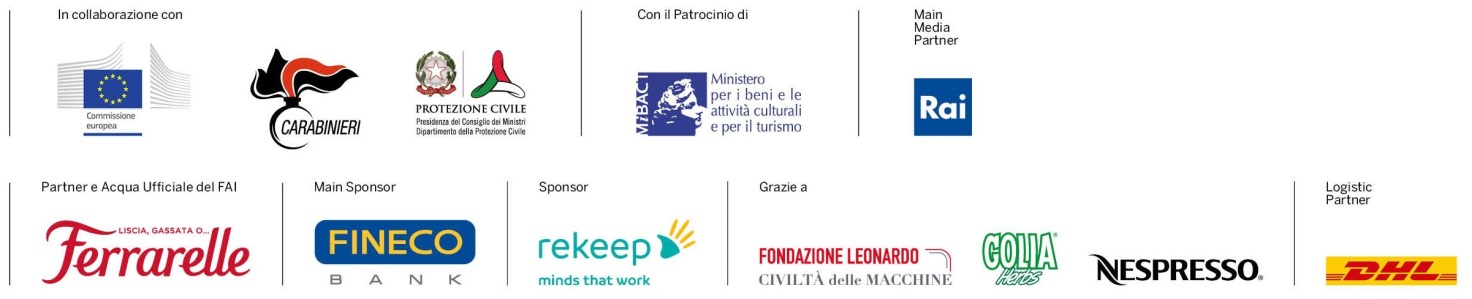 In collaborazione con
Commissione
europea
CARABINIERI
PROTEZIONE CIVILE
Presidenza del Consiglio dei Ministri
Dipartimento della Protezione Civile
Con il Patrocinio di
MiBACT
Ministero
per i beni e le
attività culturali
e per il turismo
Main
Media
Partner
Rai
Partner e Acqua Ufficiale del FAI
LISCIA, GASSATA O...
Ferrarelle
Main Sponsor
FINECO
BANK
Sponsor
rekeep
minds that work
Grazie a
FONDAZIONE LEONARDO
CIVILTÀ delle MACCHINE
GOLIA®
Herbs
NESPRESSO®
Logistic
Partner
DHL